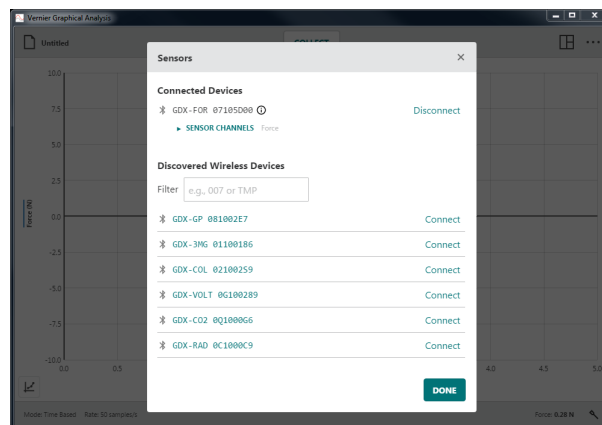 Vernier Graphical Analysis
Untitled
COLLECT
Sensors ×
Connected Devices
GDX-FOR 07105D00 Disconnect
SENSOR CHANNELS Force
Discovered Wireless Devices
Filter e.g., 007 or TMP
GDX-GP 081002E7 Connect
GDX-3MG 01100186 Connect
GDX-COL 02100259 Connect
GDX-VOLT 0G100289 Connect
GDX-CO2 0Q1000G6 Connect
GDX-RAD 0C1000C9 Connect
DONE
Force (N)
10.0
7.5
5.0
2.5
0.0
-2.5
-5.0
-7.5
-10.0
0.0 0.5 4.0 4.5 5.0
Mode: Time Based Rate: 50 samples/s Force: 0.28 N